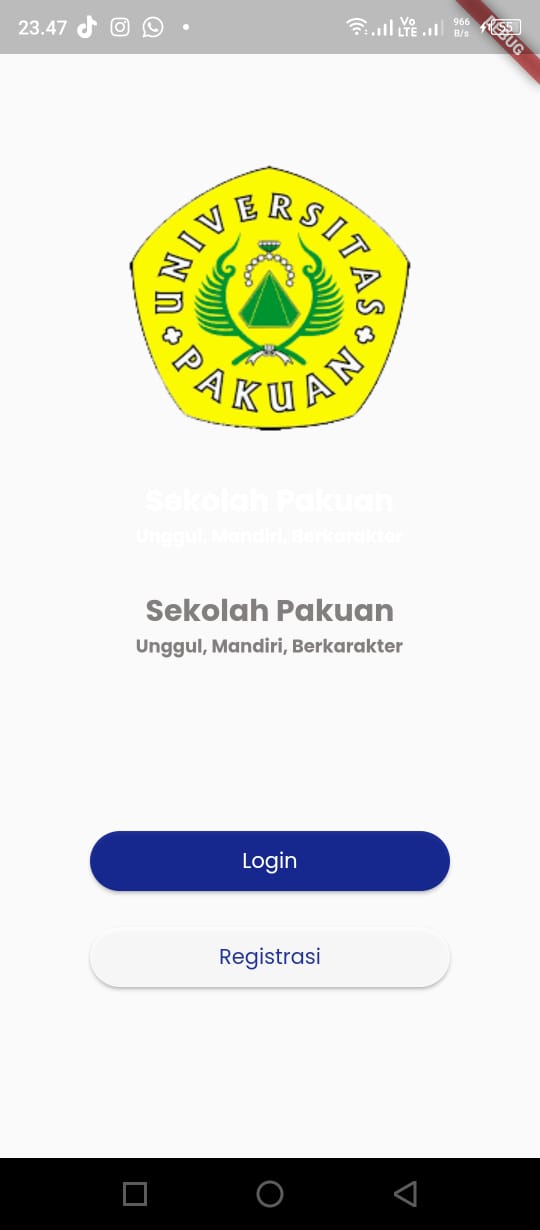 23.47 Vo LTE 966 B/s 55
DEBUG
UNIVERSITAS
PAKUAN
Sekolah Pakuan
Unggul, Mandiri, Berkarakter
Sekolah Pakuan
Unggul, Mandiri, Berkarakter
Login
Registrasi